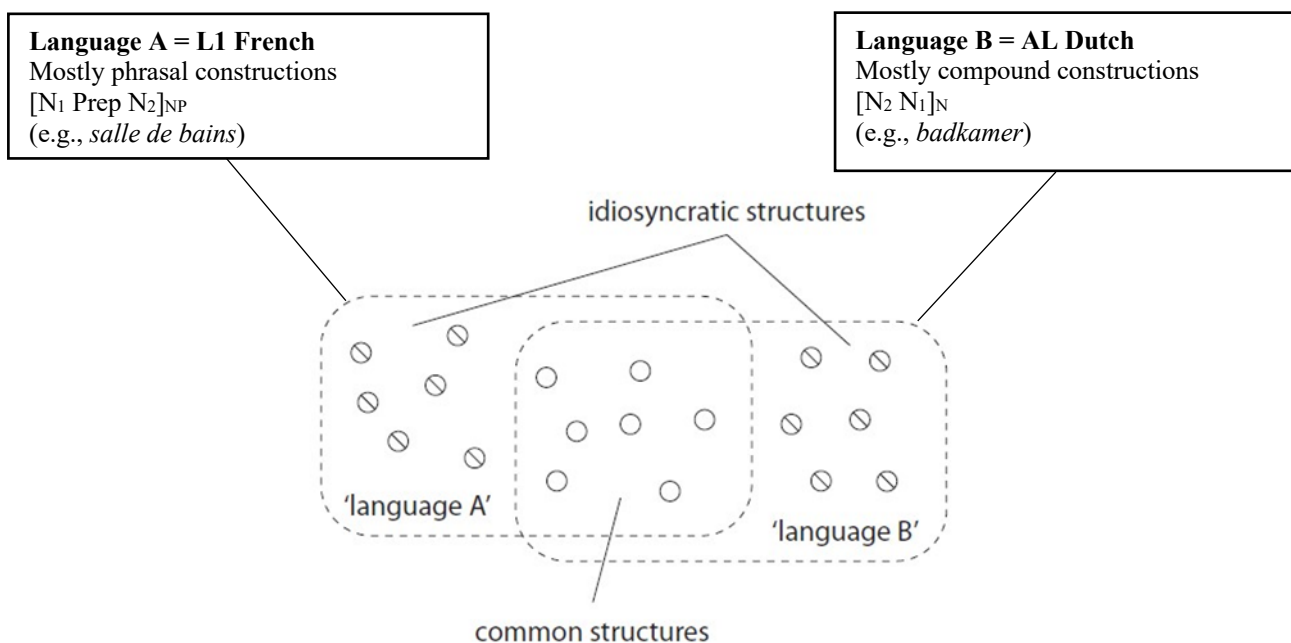 Language A = L1 French
Mostly phrasal constructions
[N₁ Prep N₂]NP
(e.g., salle de bains)
Language B = AL Dutch
Mostly compound constructions
[N₂ N₁]N
(e.g., badkamer)
idiosyncratic structures
'language A'
'language B'
common structures